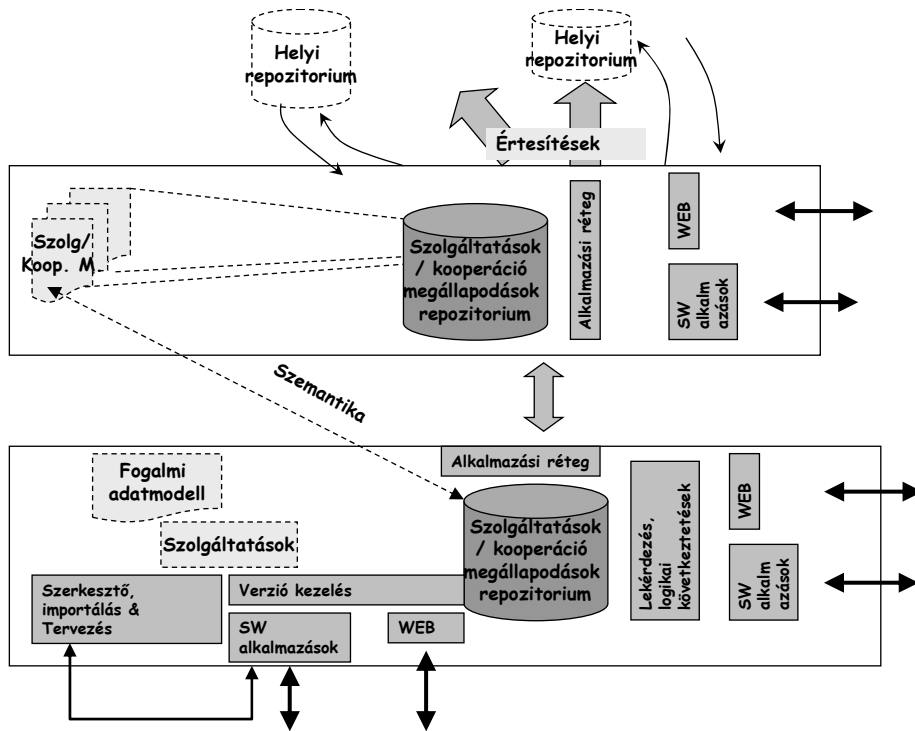 Helyi
repozitorium
Helyi
repozitorium
Értesítések
Szolg/
Koop. M.
Szolgáltatások
/ kooperáció
megállapodások
repozitorium
Alkalmazási réteg
WEB
SW
alkalm
azások
Szemantika
Fogalmi
adatmodell
Szolgáltatások
Alkalmazási réteg
Szolgáltatások
/ kooperáció
megállapodások
repozitorium
Lekérdezés,
logikai
következtetések
WEB
SW
alkalm
azások
Szerkesztő,
importálás &
Tervezés
Verzió kezelés
SW
alkalmazások
WEB